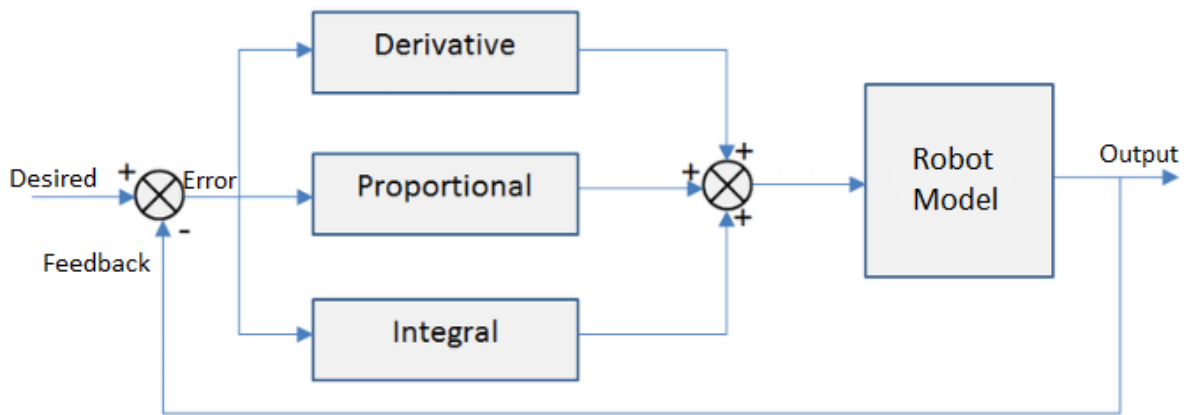 Derivative
Desired
+
Error
Proportional
+
+
+
Robot
Model
Output
-
Feedback
Integral